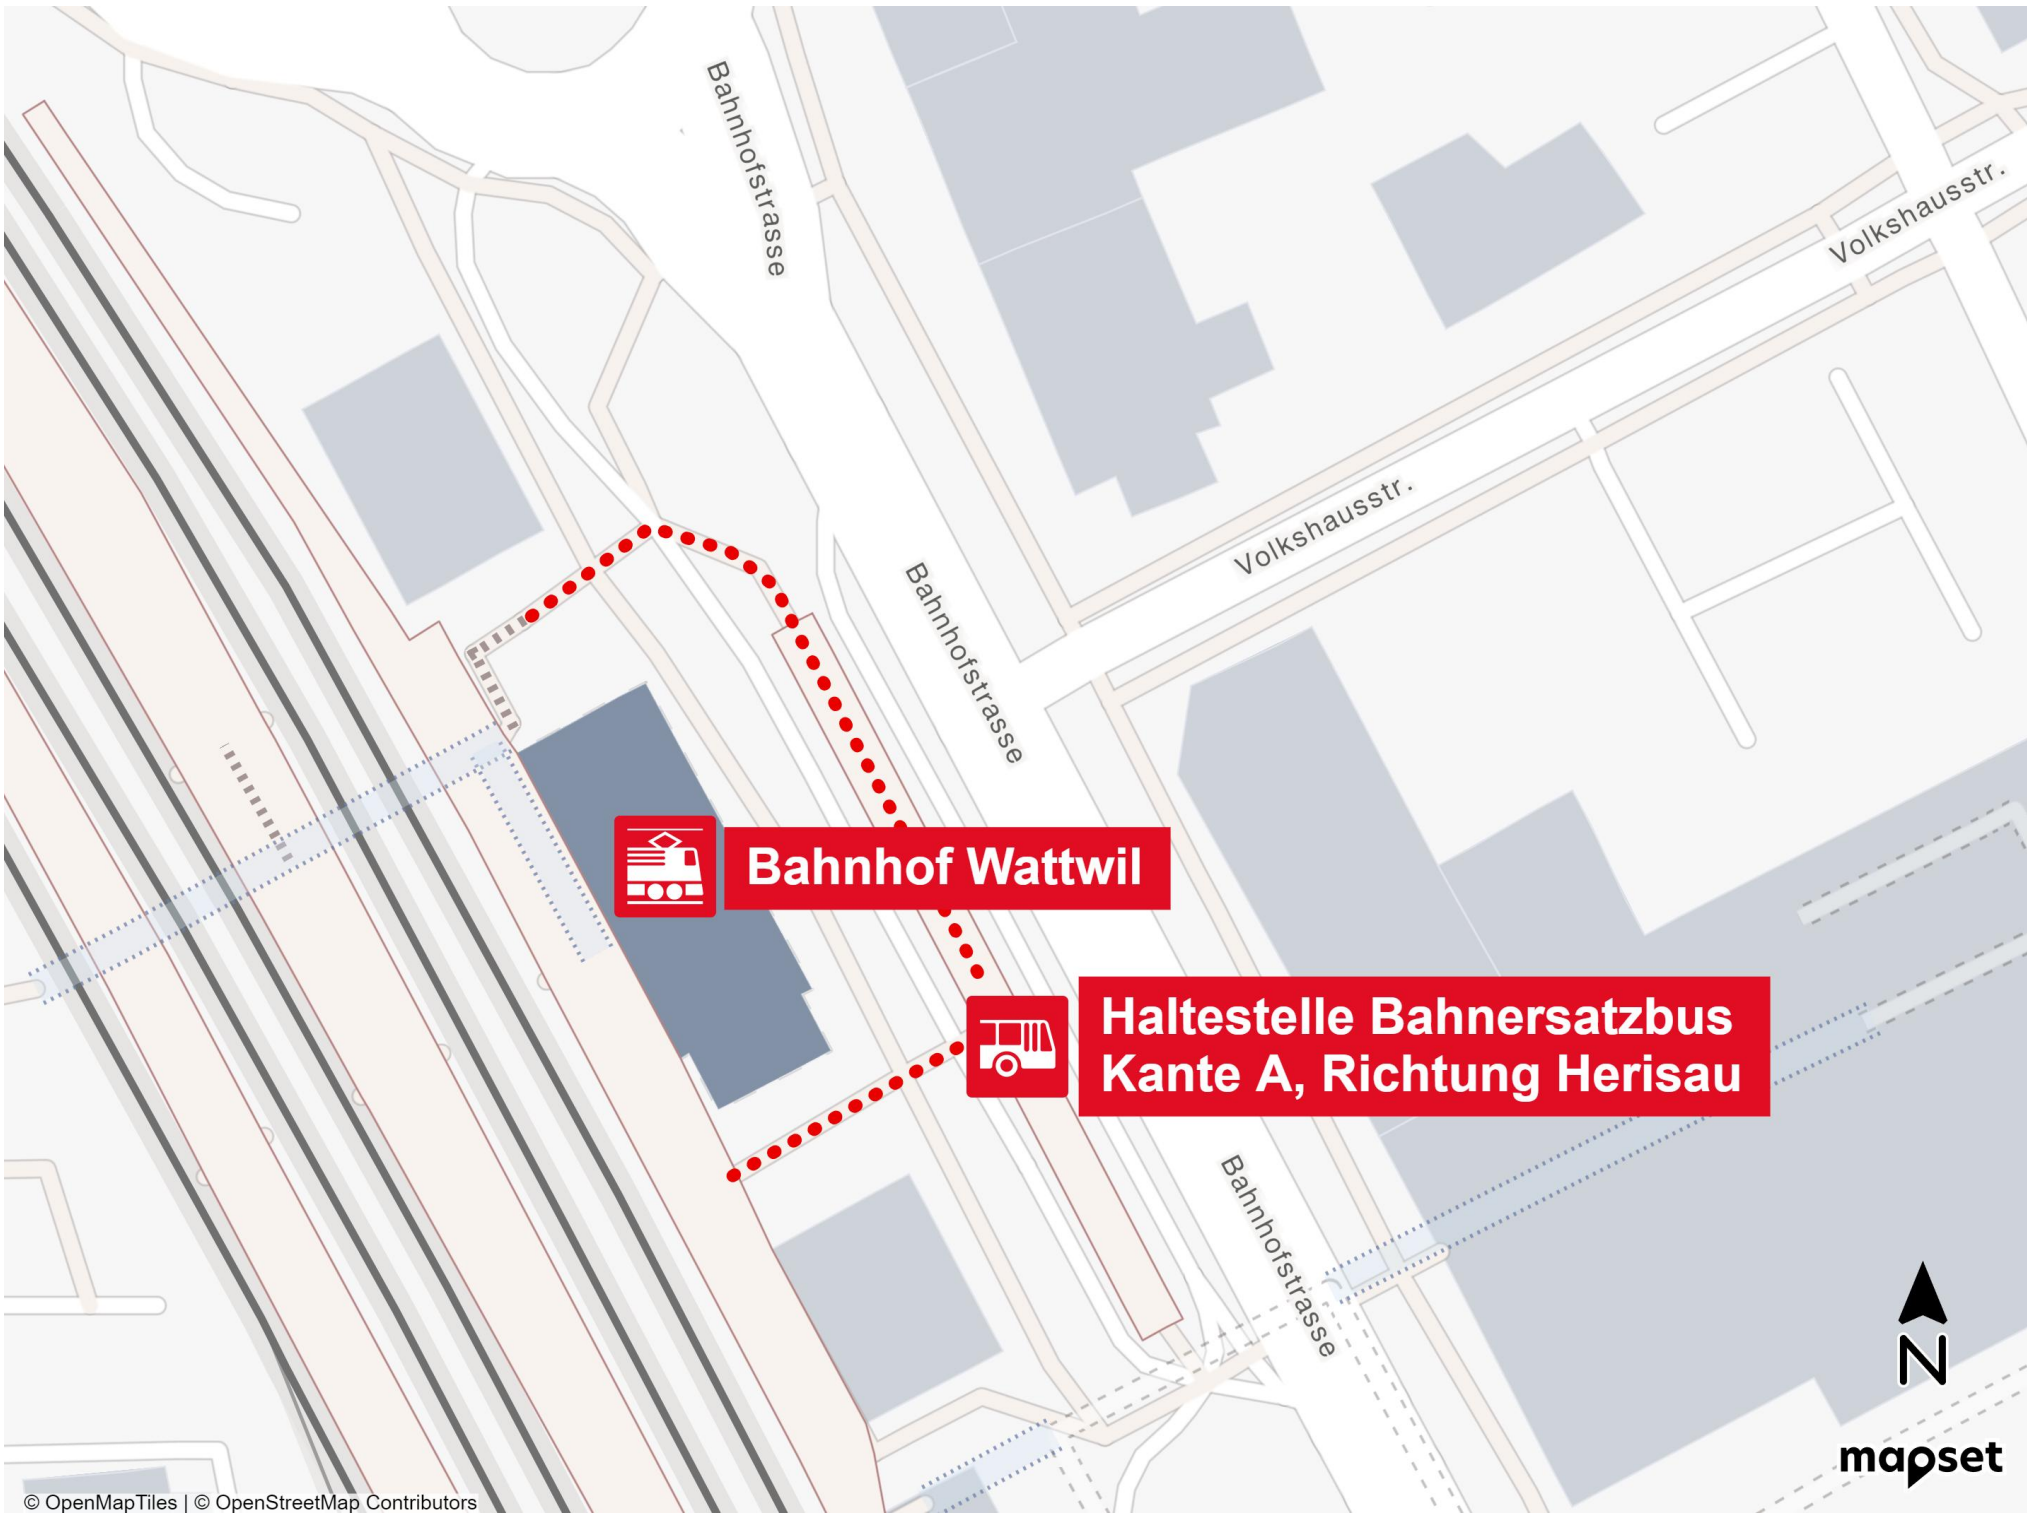 Bahnhofstrasse
Volkshausstr.
Volkshausstr.
Bahnhofstrasse
Bahnhof Wattwil
Haltestelle Bahnersatzbus
Kante A, Richtung Herisau
Bahnhofstrasse
N
mapset
© OpenMapTiles | © OpenStreetMap Contributors